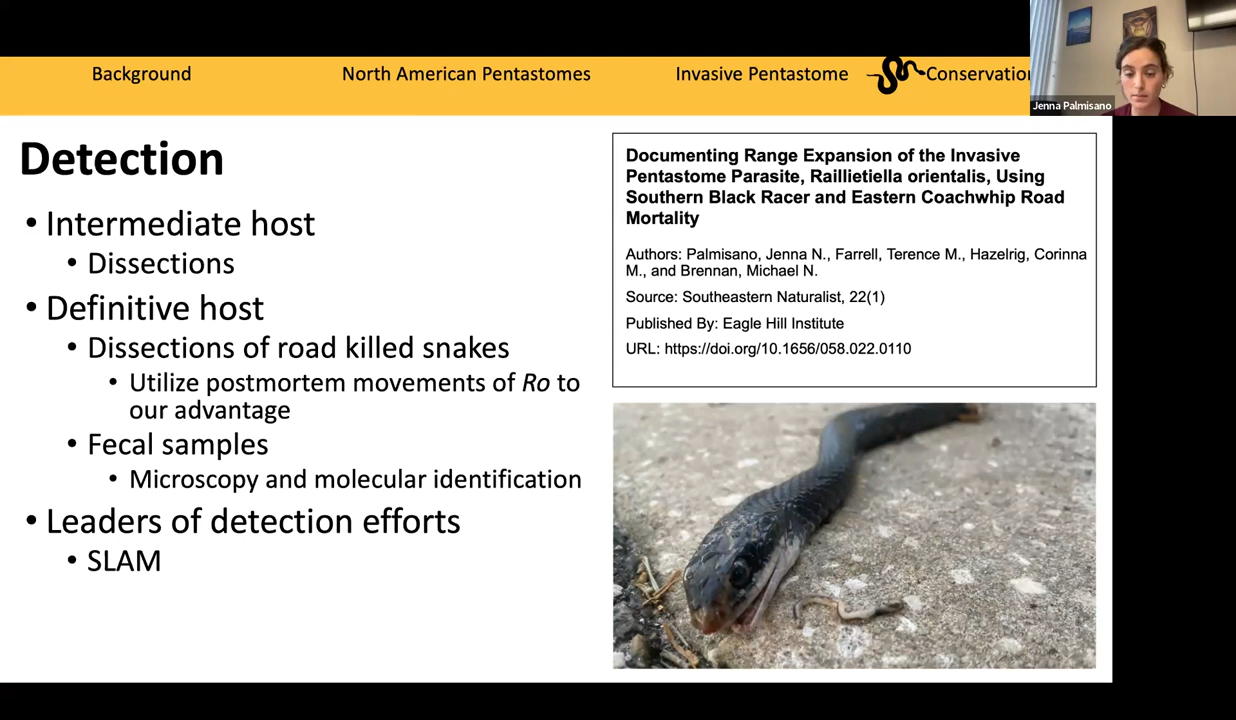 Background North American Pentastomes Invasive Pentastome Conservation
Jenna Palmisano
Detection
• Intermediate host
• Dissections
• Definitive host
• Dissections of road killed snakes
• Utilize postmortem movements of Ro to
our advantage
• Fecal samples
• Microscopy and molecular identification
• Leaders of detection efforts
• SLAM
Documenting Range Expansion of the Invasive
Pentastome Parasite, Raillietiella orientalis, Using
Southern Black Racer and Eastern Coachwhip Road
Mortality
Authors: Palmisano, Jenna N., Farrell, Terence M., Hazelrig, Corinna
M., and Brennan, Michael N.
Source: Southeastern Naturalist, 22(1)
Published By: Eagle Hill Institute
URL: https://doi.org/10.1656/058.022.0110